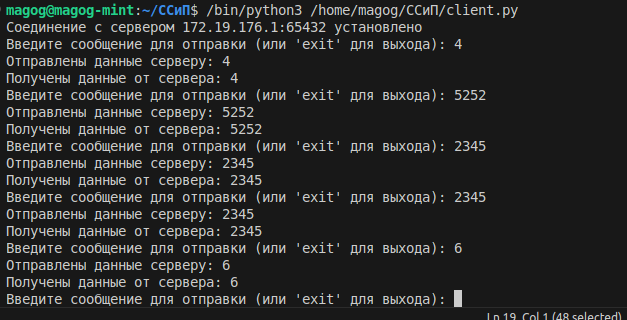 magog@magog-mint:~/ССиП$ /bin/python3 /home/magog/ССиП/client.py
Соединение с сервером 172.19.176.1:65432 установлено
Введите сообщение для отправки (или 'exit' для выхода): 4
Отправлены данные серверу: 4
Получены данные от сервера: 4
Введите сообщение для отправки (или 'exit' для выхода): 5252
Отправлены данные серверу: 5252
Получены данные от сервера: 5252
Введите сообщение для отправки (или 'exit' для выхода): 2345
Отправлены данные серверу: 2345
Получены данные от сервера: 2345
Введите сообщение для отправки (или 'exit' для выхода): 2345
Отправлены данные серверу: 2345
Получены данные от сервера: 2345
Введите сообщение для отправки (или 'exit' для выхода): 6
Отправлены данные серверу: 6
Получены данные от сервера: 6
Введите сообщение для отправки (или 'exit' для выхода):
Ln 19, Col 1 (48 selected)